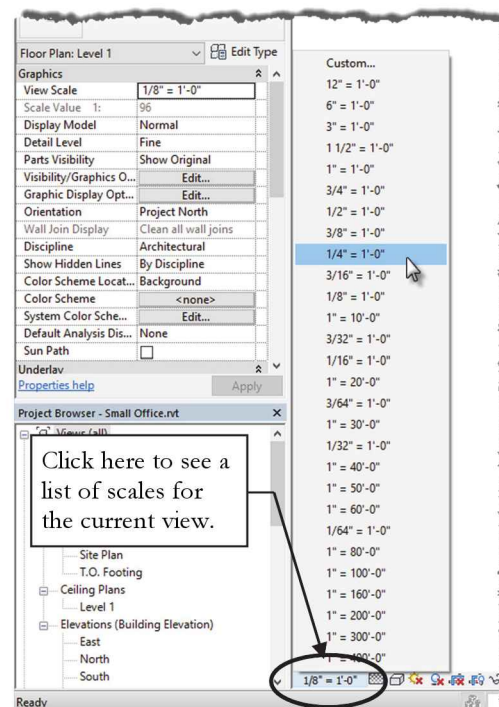 Floor Plan: Level 1
Edit Type
Graphics
View Scale 1/8" = 1'-0"
Scale Value 1: 96
Display Model Normal
Detail Level Fine
Parts Visibility Show Original
Visibility/Graphics O... Edit...
Graphic Display Opt... Edit...
Orientation Project North
Wall Join Display Clean all wall joins
Discipline Architectural
Show Hidden Lines By Discipline
Color Scheme Locat... Background
Color Scheme <none>
System Color Sche... Edit...
Default Analysis Dis... None
Sun Path
Underlay
Properties help Apply
Project Browser - Small Office.rvt
Views (all)
Click here to see a
list of scales for
the current view.
Site Plan
T.O. Footing
Ceiling Plans
Level 1
Elevations (Building Elevation)
East
North
South
Ready
Custom...
12" = 1'-0"
6" = 1'-0"
3" = 1'-0"
1 1/2" = 1'-0"
1" = 1'-0"
3/4" = 1'-0"
1/2" = 1'-0"
3/8" = 1'-0"
1/4" = 1'-0"
3/16" = 1'-0"
1/8" = 1'-0"
1" = 10'-0"
3/32" = 1'-0"
1/16" = 1'-0"
1" = 20'-0"
3/64" = 1'-0"
1" = 30'-0"
1/32" = 1'-0"
1" = 40'-0"
1" = 50'-0"
1" = 60'-0"
1/64" = 1'-0"
1" = 80'-0"
1" = 100'-0"
1" = 160'-0"
1" = 200'-0"
1" = 300'-0"
1" = 400'-0"
1/8" = 1'-0"